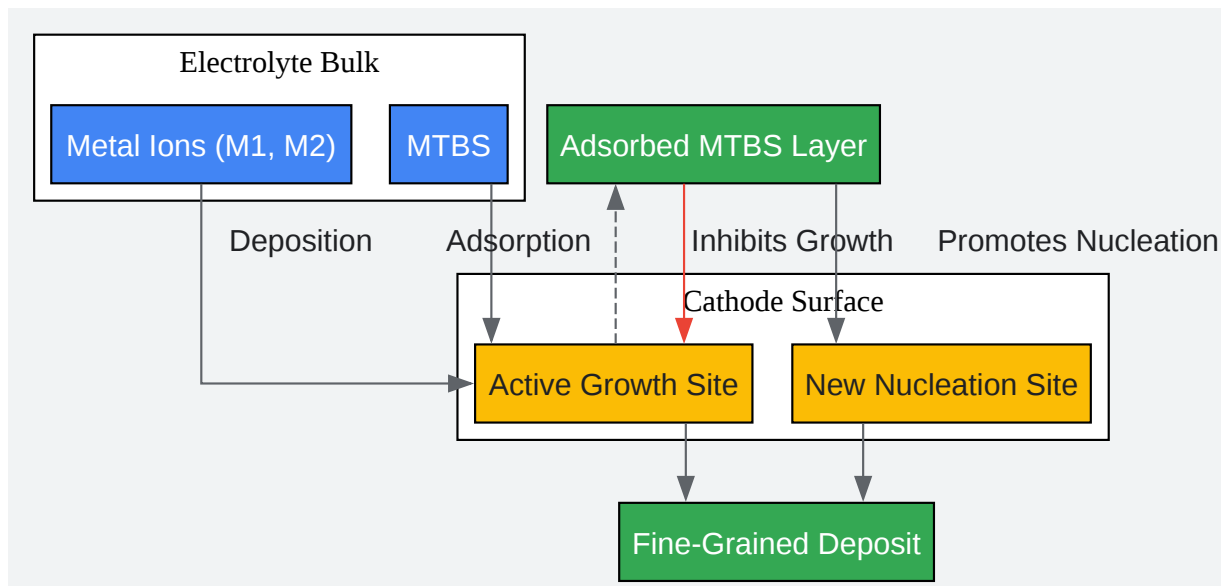 Electrolyte Bulk
Metal Ions (M1, M2)
MTBS
Adsorbed MTBS Layer
Deposition
Adsorption
Inhibits Growth
Promotes Nucleation
Cathode Surface
Active Growth Site
New Nucleation Site
Fine-Grained Deposit